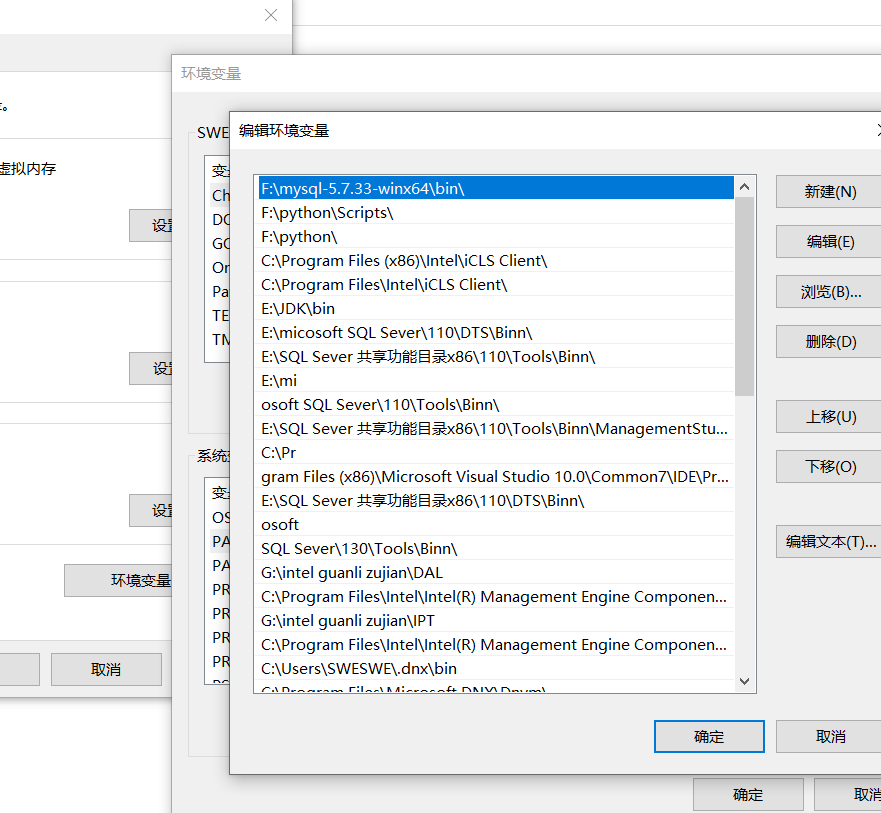 环境变量
虚拟内存
编辑环境变量
SWE
变
Ch
DO
GO
On
Pa
TE
TM
F:\mysql-5.7.33-winx64\bin\
F:\python\Scripts\
F:\python\
C:\Program Files (x86)\Intel\iCLS Client\
C:\Program Files\Intel\iCLS Client\
E:\JDK\bin
E:\micosoft SQL Sever\110\DTS\Binn\
E:\SQL Sever 共享功能目录x86\110\Tools\Binn\
E:\mi
osoft SQL Sever\110\Tools\Binn\
E:\SQL Sever 共享功能目录x86\110\Tools\Binn\ManagementStu...
C:\Pr
gram Files (x86)\Microsoft Visual Studio 10.0\Common7\IDE\Pr...
E:\SQL Sever 共享功能目录x86\110\DTS\Binn\
osoft
SQL Sever\130\Tools\Binn\
G:\intel guanli zujian\DAL
C:\Program Files\Intel\Intel(R) Management Engine Componen...
G:\intel guanli zujian\IPT
C:\Program Files\Intel\Intel(R) Management Engine Componen...
C:\Users\SWESWE\.dnx\bin
C:\Program Files\Microsoft DNX\Dnvm\
新建(N)
编辑(E)
浏览(B)...
删除(D)
上移(U)
下移(O)
编辑文本(T)...
确定
取消
设
设
设
环境变量
取消
系统
变
OS
PA
PA
PR
PR
PR
PR
确定
取消